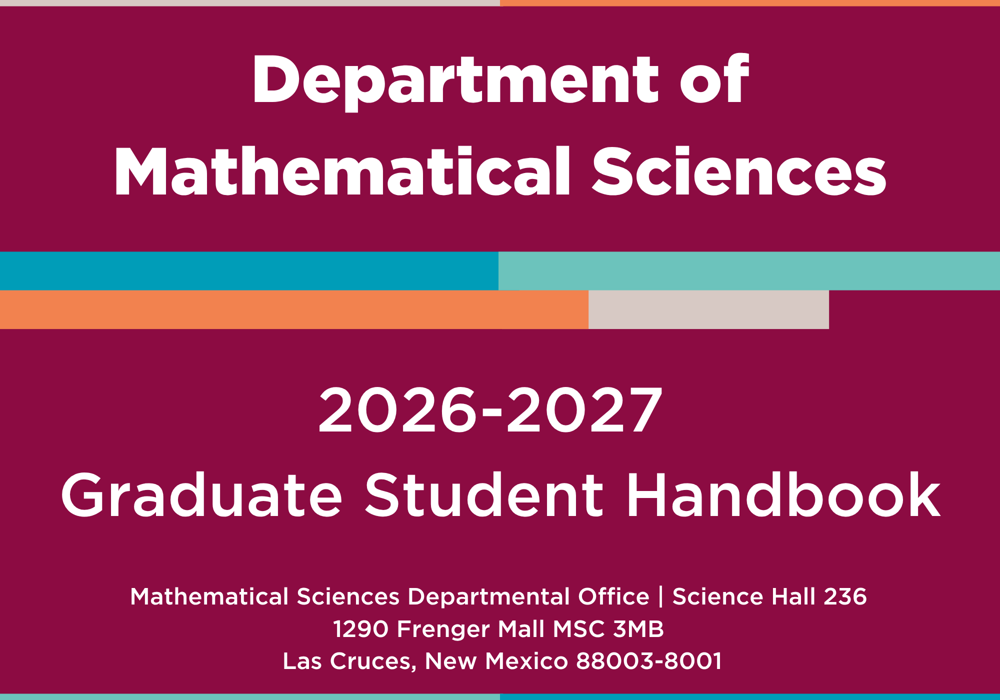 Department of
Mathematical Sciences
2026-2027
Graduate Student Handbook
Mathematical Sciences Departmental Office | Science Hall 236
1290 Frenger Mall MSC 3MB
Las Cruces, New Mexico 88003-8001